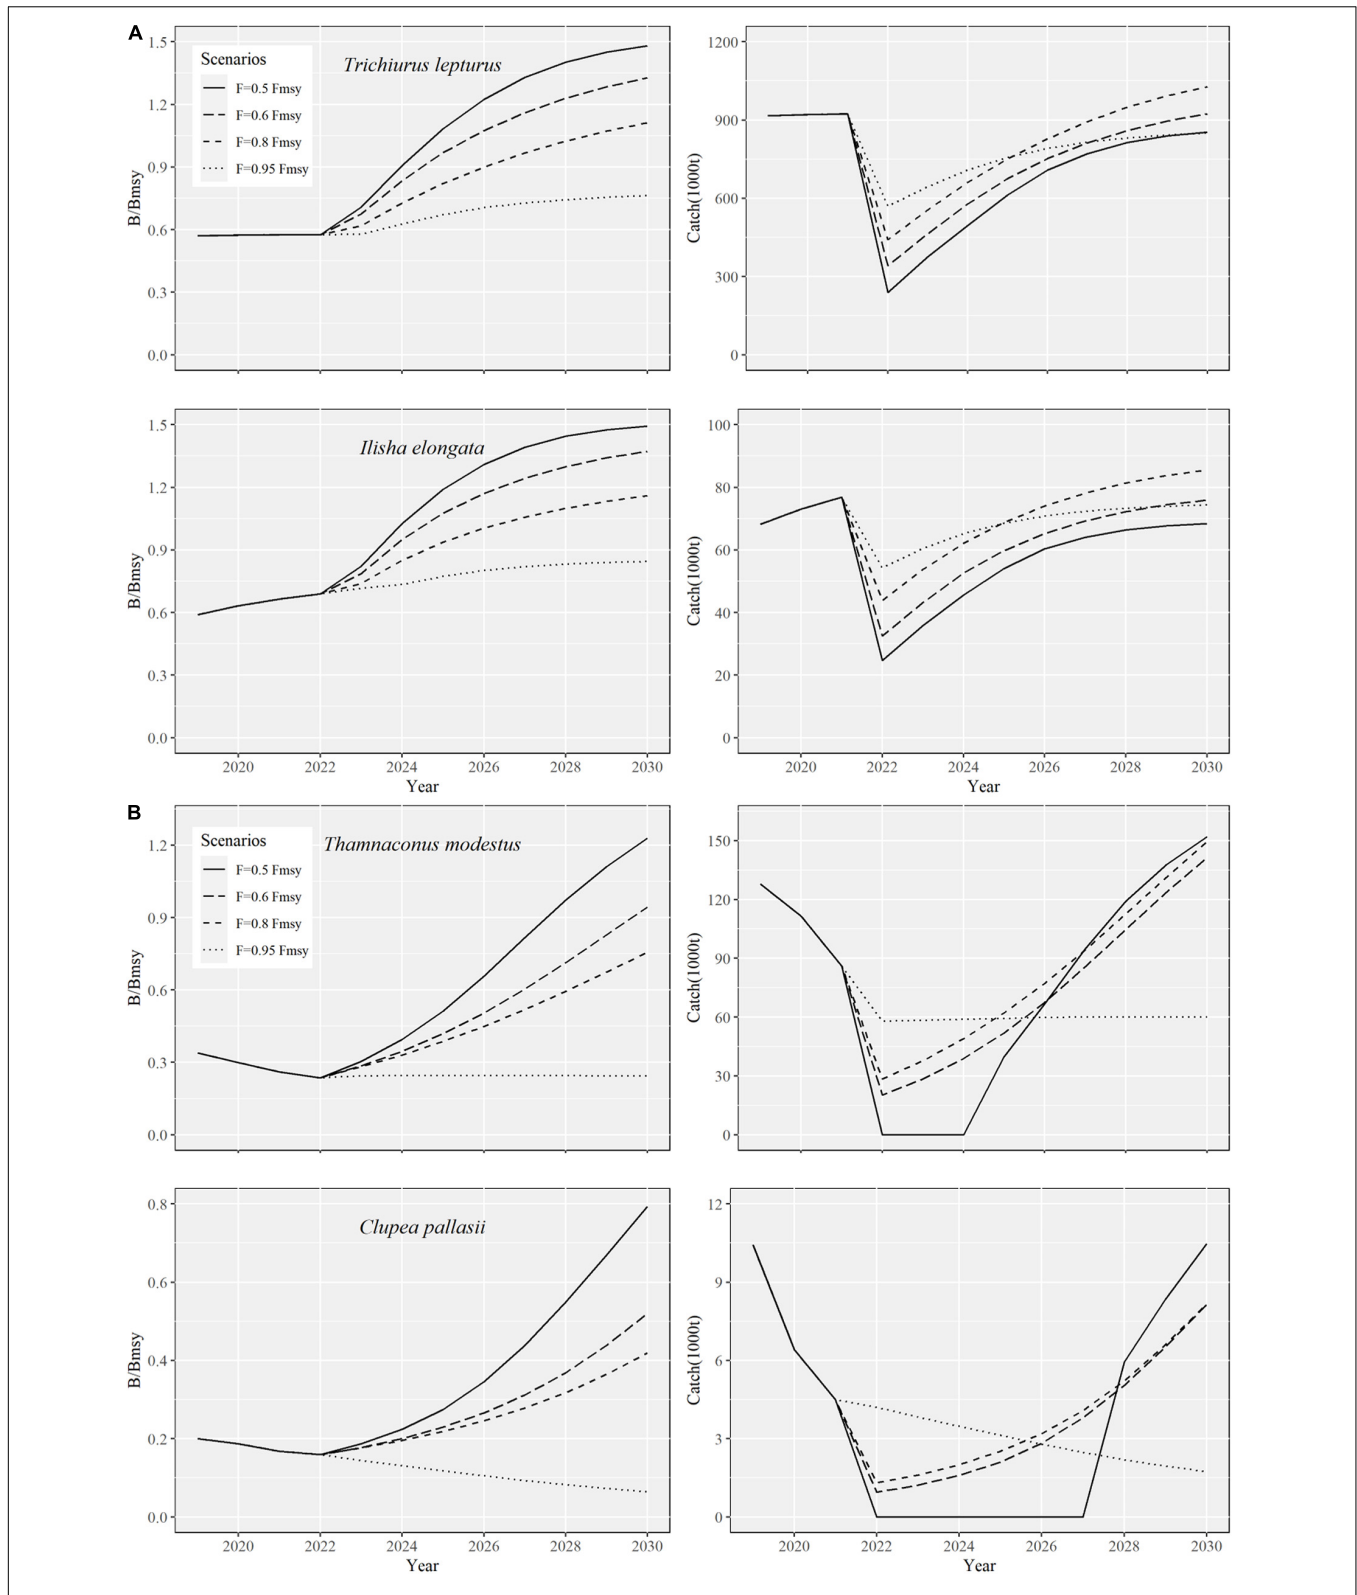 A
Trichiurus lepturus
Scenarios
F=0.5 Fmsy
F=0.6 Fmsy
F=0.8 Fmsy
F=0.95 Fmsy
B/Bmsy
1.5
1.2
0.9
0.6
0.3
0.0
Catch(1000t)
1200
900
600
300
0
Ilisha elongata
B/Bmsy
1.5
1.2
0.9
0.6
0.3
0.0
2020 2022 2024 2026 2028 2030
Year
Catch(1000t)
100
80
60
40
20
0
2020 2022 2024 2026 2028 2030
Year
B
Thamnaconus modestus
Scenarios
F=0.5 Fmsy
F=0.6 Fmsy
F=0.8 Fmsy
F=0.95 Fmsy
B/Bmsy
1.2
0.9
0.6
0.3
0.0
Catch(1000t)
150
120
90
60
30
0
Clupea pallasii
B/Bmsy
0.8
0.6
0.4
0.2
0.0
2020 2022 2024 2026 2028 2030
Year
Catch(1000t)
12
9
6
3
0
2020 2022 2024 2026 2028 2030
Year